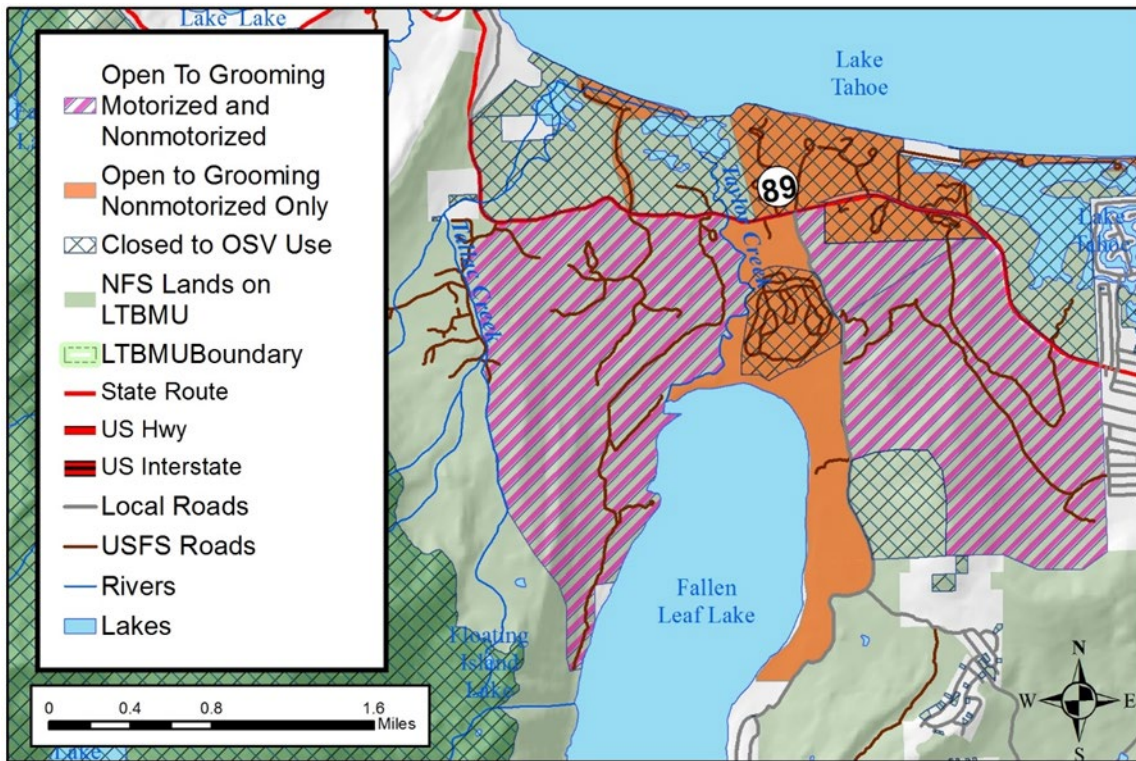 Lake Lake
Open To Grooming
Motorized and
Nonmotorized
Open to Grooming
Nonmotorized Only
Closed to OSV Use
NFS Lands on
LTBMU
LTBMUBoundary
State Route
US Hwy
US Interstate
Local Roads
USFS Roads
Rivers
Lakes
0 0.4 0.8 1.6
Miles
Lake
Lake
Tahoe
89
Taylor Creek
Lake
Tahoe
Tallac Creek
Fallen
Leaf Lake
Floating
Island
Lake
N
W E
S